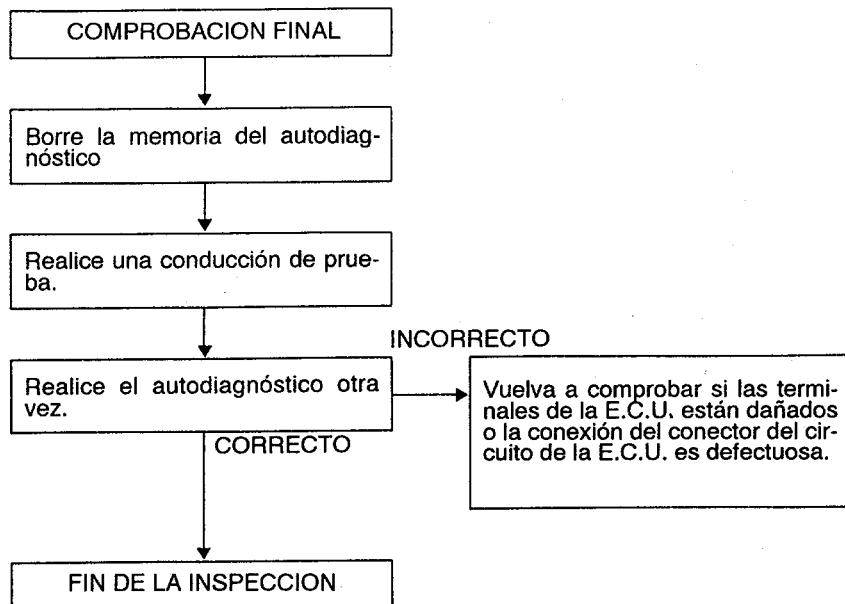 COMPROBACION FINAL
Borre la memoria del autodiag-
nóstico
Realice una conducción de prue-
ba.
INCORRECTO
Realice el autodiagnóstico otra
vez.
Vuelva a comprobar si las termi-
nales de la E.C.U. están dañados
o la conexión del conector del cir-
cuito de la E.C.U. es defectuosa.
CORRECTO
FIN DE LA INSPECCION